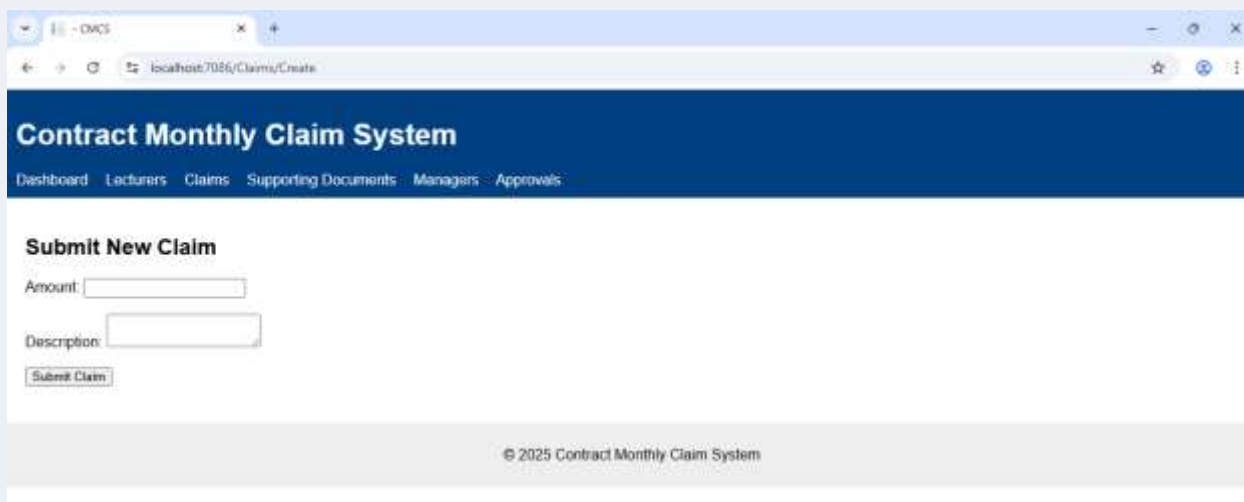 - CMCS
localhost:7086/Claims/Create
Contract Monthly Claim System
Dashboard Lecturers Claims Supporting Documents Managers Approvals
Submit New Claim
Amount:
Description:
Submit Claim
© 2025 Contract Monthly Claim System